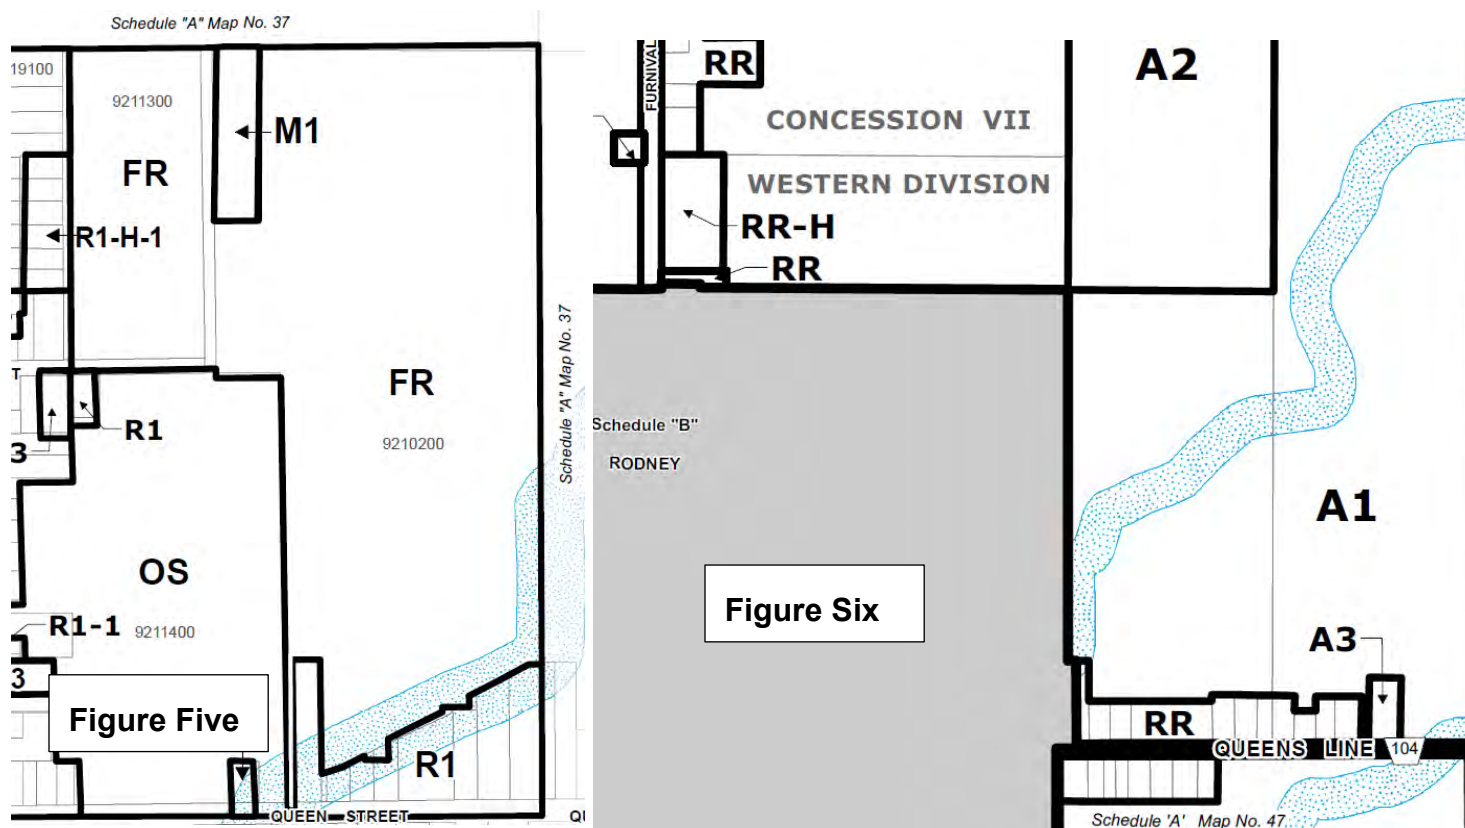 Schedule "A" Map No. 37
19100
9211300
M1
FR
R1-H-1
Schedule "A" Map No. 37
T
FR
R1
3
9210200
OS
R1-1
9211400
3
Figure Five
R1
QUEEN STREET
QU
FURNIVAL
RR
A2
CONCESSION VII
WESTERN DIVISION
RR-H
RR
Schedule "B"
RODNEY
A1
Figure Six
A3
RR
QUEENS LINE
104
Schedule 'A' Map No. 47